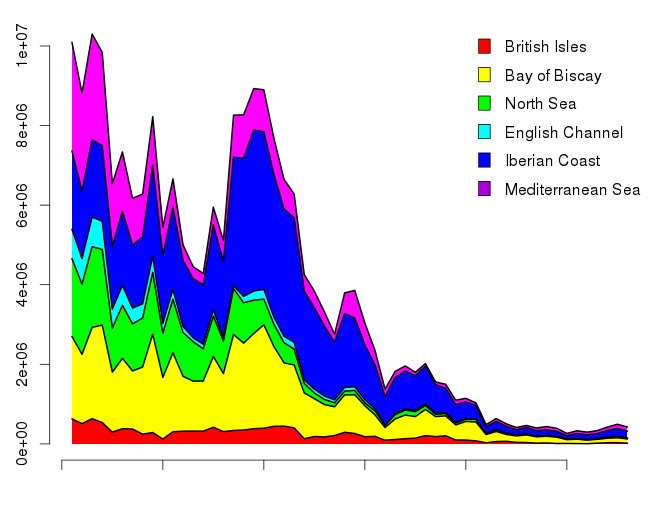 1e+07
8e+06
6e+06
4e+06
2e+06
0e+00
British Isles
Bay of Biscay
North Sea
English Channel
Iberian Coast
Mediterranean Sea